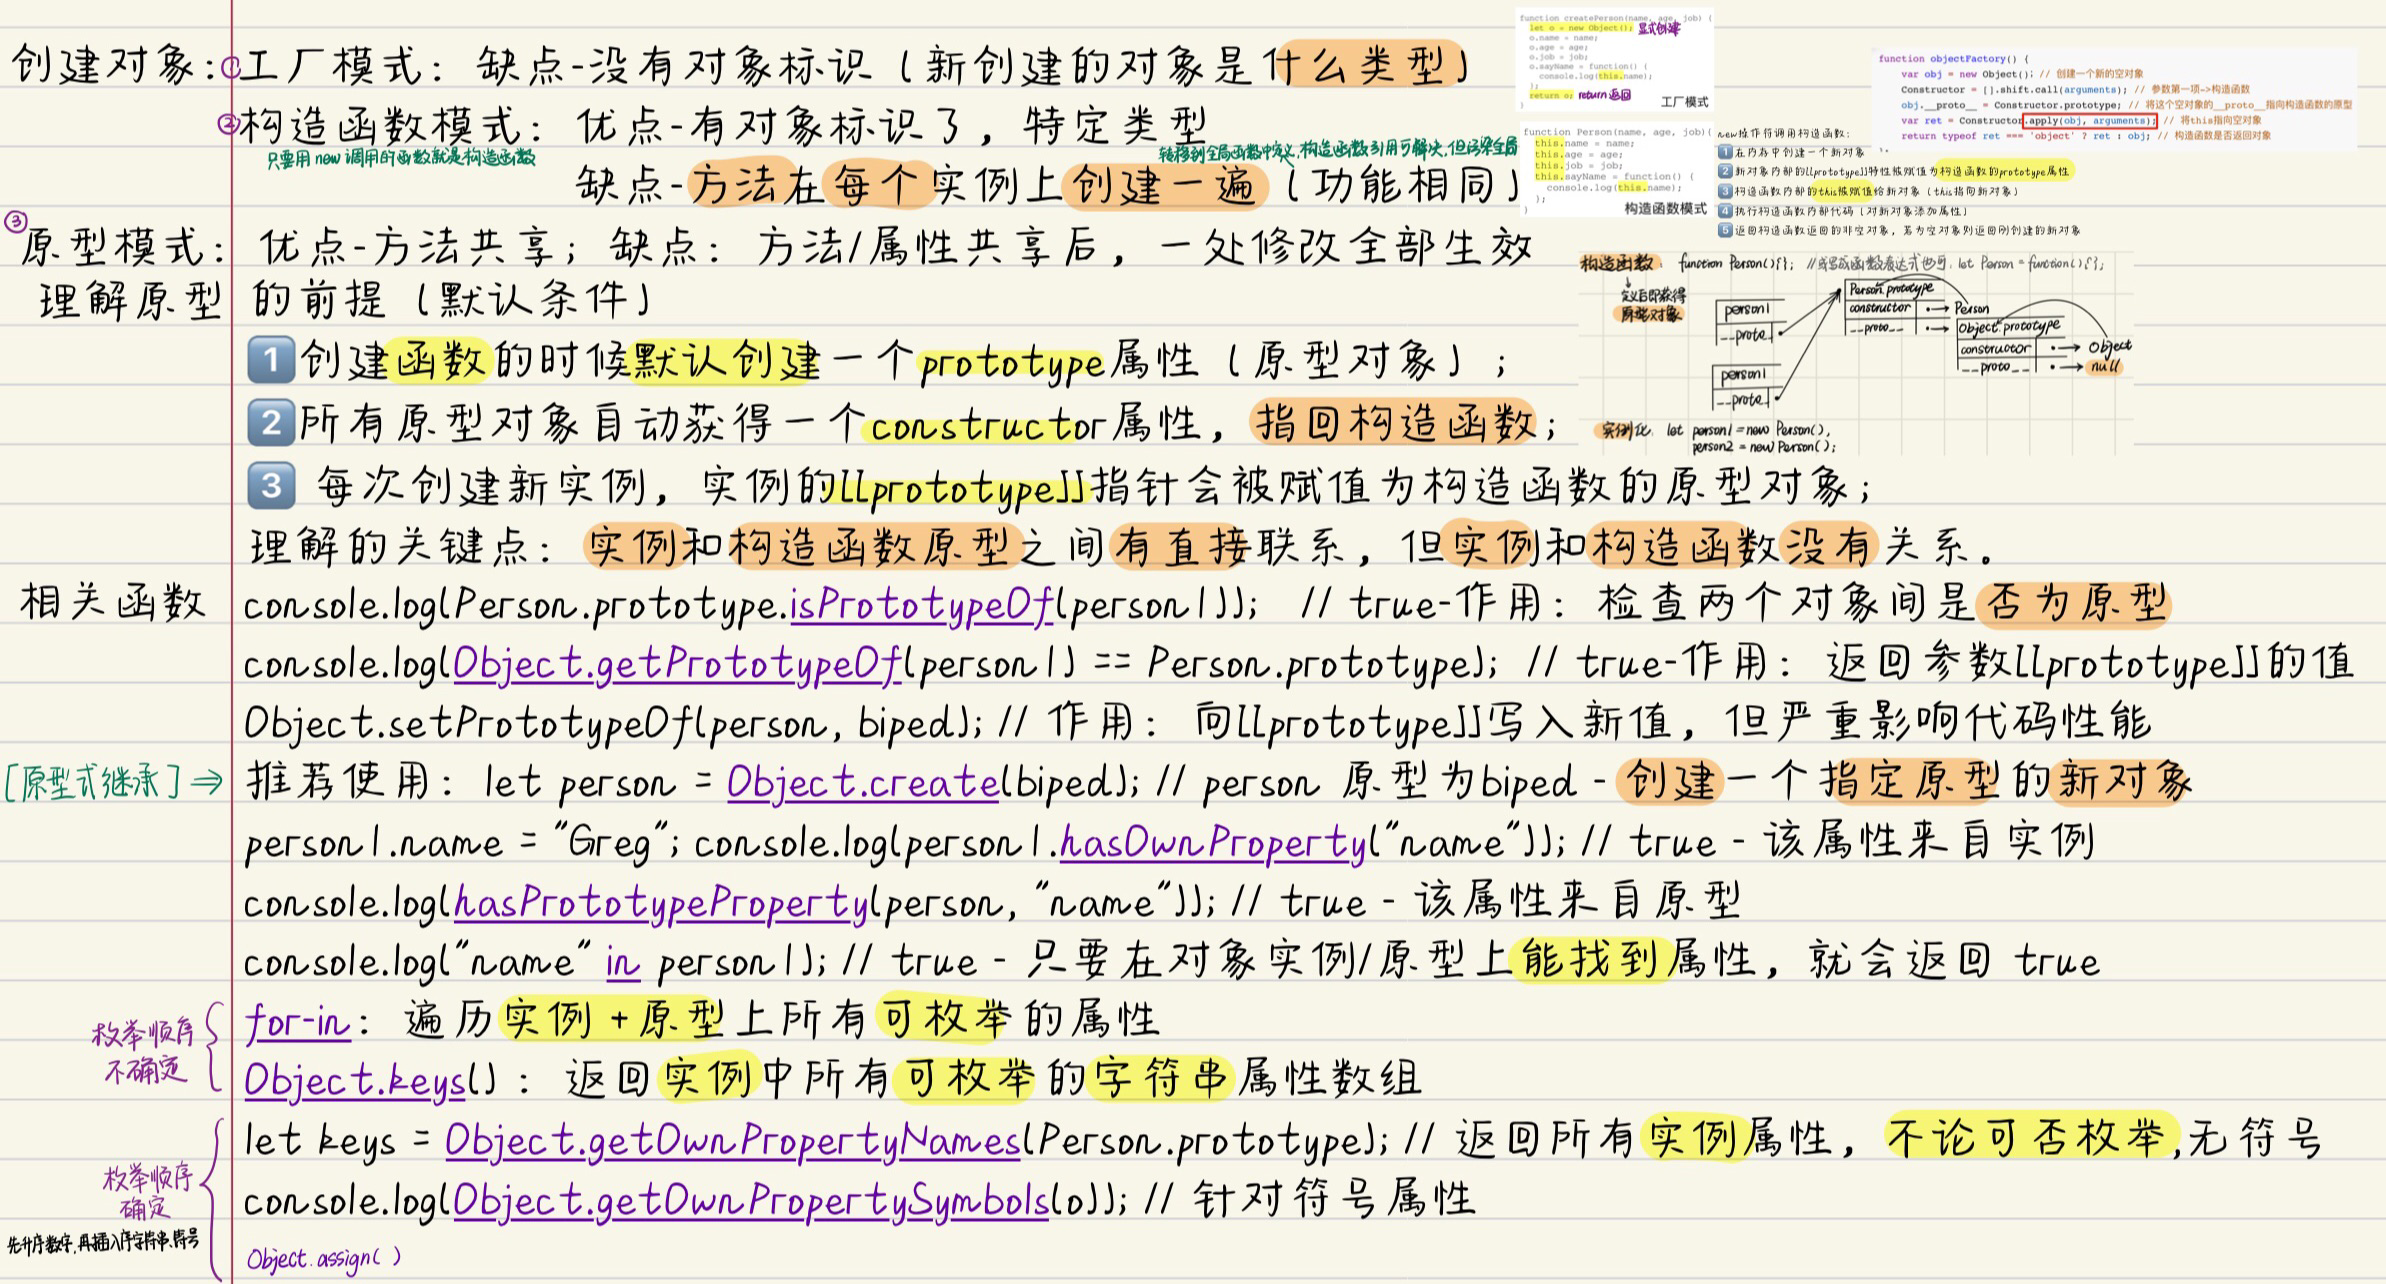 创建对象：①工厂模式：缺点-没有对象标识（新创建的对象是什么类型）
②构造函数模式：优点-有对象标识了，特定类型
只要用new调用的函数就是构造函数
转移到全局函数中定义,构造函数引用可解决,但污染全局
缺点-方法在每个实例上创建一遍（功能相同）
③原型模式：优点-方法共享；缺点：方法/属性共享后，一处修改全部生效
理解原型的前提（默认条件）
1 创建函数的时候默认创建一个prototype属性（原型对象）；
2 所有原型对象自动获得一个constructor属性，指回构造函数；
3 每次创建新实例，实例的[[prototype]]指针会被赋值为构造函数的原型对象；
理解的关键点：实例和构造函数原型之间有直接联系，但实例和构造函数没有关系。
相关函数 console.log(Person.prototype.isPrototypeOf(person1)); // true-作用：检查两个对象间是否为原型
console.log(Object.getPrototypeOf(person1) == Person.prototype); // true-作用：返回参数[[prototype]]的值
Object.setPrototypeOf(person, biped); // 作用：向[[prototype]]写入新值，但严重影响代码性能
[原型式继承]⇒ 推荐使用：let person = Object.create(biped); // person 原型为biped - 创建一个指定原型的新对象
person1.name = "Greg"; console.log(person1.hasOwnProperty("name")); // true - 该属性来自实例
console.log(hasPrototypeProperty(person, "name")); // true - 该属性来自原型
console.log("name" in person1); // true - 只要在对象实例/原型上能找到属性，就会返回 true
枚举顺序
不确定
for-in：遍历实例+原型上所有可枚举的属性
Object.keys()：返回实例中所有可枚举的字符串属性数组
枚举顺序
确定
先升序数字,再插入序字符串、符号
let keys = Object.getOwnPropertyNames(Person.prototype); // 返回所有实例属性，不论可否枚举,无符号
console.log(Object.getOwnPropertySymbols(o)); // 针对符号属性
Object.assign( )
function createPerson(name, age, job) {
let o = new Object(); 显式创建
o.name = name;
o.age = age;
o.job = job;
o.sayName = function() {
console.log(this.name);
};
return o; return返回
}
工厂模式
function Person(name, age, job){
this.name = name;
this.age = age;
this.job = job;
this.sayName = function() {
console.log(this.name);
};
}
构造函数模式
function objectFactory() {
var obj = new Object(); // 创建一个新的空对象
Constructor = [].shift.call(arguments); // 参数第一项->构造函数
obj.__proto__ = Constructor.prototype; // 将这个空对象的__proto__指向构造函数的原型
var ret = Constructor.apply(obj, arguments); // 将this指向空对象
return typeof ret === 'object' ? ret : obj; // 构造函数是否返回对象
new操作符调用构造函数：
1 在内存中创建一个新对象
2 新对象内部的[[prototype]]特性被赋值为构造函数的prototype属性
3 构造函数内部的this被赋值给新对象（this指向新对象）
4 执行构造函数内部代码（对新对象添加属性）
5 返回构造函数返回的非空对象，若为空对象则返回刚创建的新对象
构造函数：function Person(){}; //或写成函数表达式也可. let Person = function(){};
↓
定义后即获得
原型对象
person1
--proto
person1
--proto
Person.prototype
constructor → Person
--proto-- →
Object.prototype
constructor → Object
--proto-- → null
实例化. let person1 = new Person(),
person2 = new Person();